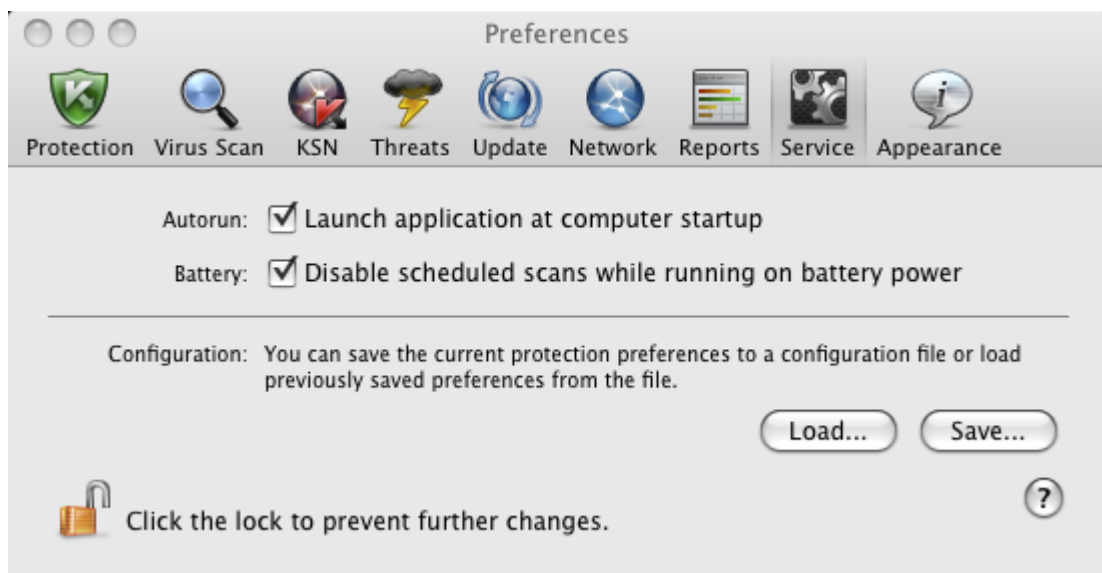 Preferences
Protection Virus Scan KSN Threats Update Network Reports Service Appearance
Autorun: Launch application at computer startup
Battery: Disable scheduled scans while running on battery power
Configuration: You can save the current protection preferences to a configuration file or load
previously saved preferences from the file.
Load... Save...
Click the lock to prevent further changes. ?